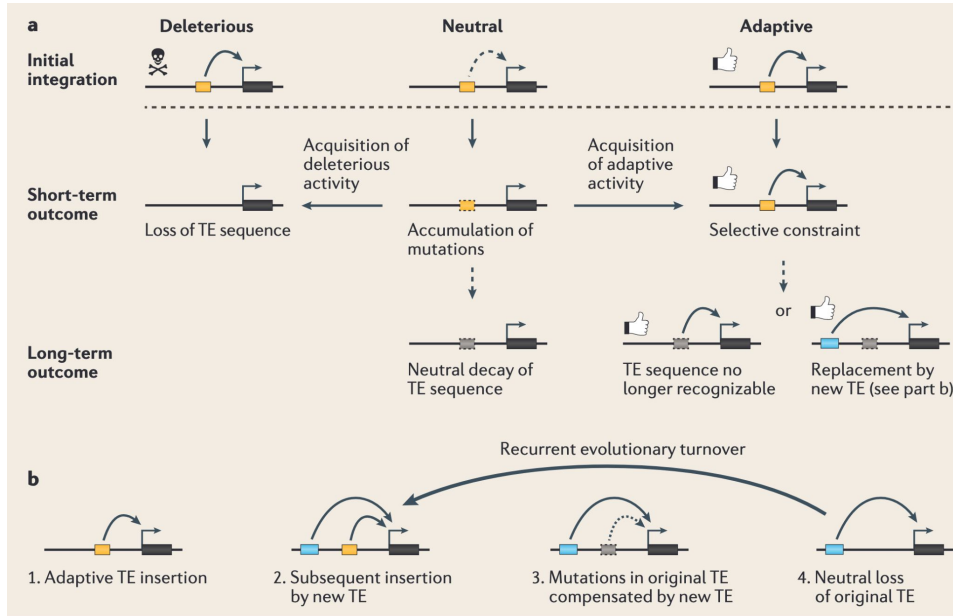 a
Deleterious
Neutral
Adaptive
Initial
integration
Short-term
outcome
Acquisition of
deleterious
activity
Acquisition
of adaptive
activity
Loss of TE sequence
Accumulation of
mutations
Selective constraint
or
Long-term
outcome
Neutral decay of
TE sequence
TE sequence no
longer recognizable
Replacement by
new TE (see part b)
b
Recurrent evolutionary turnover
1. Adaptive TE insertion
2. Subsequent insertion
by new TE
3. Mutations in original TE
compensated by new TE
4. Neutral loss
of original TE